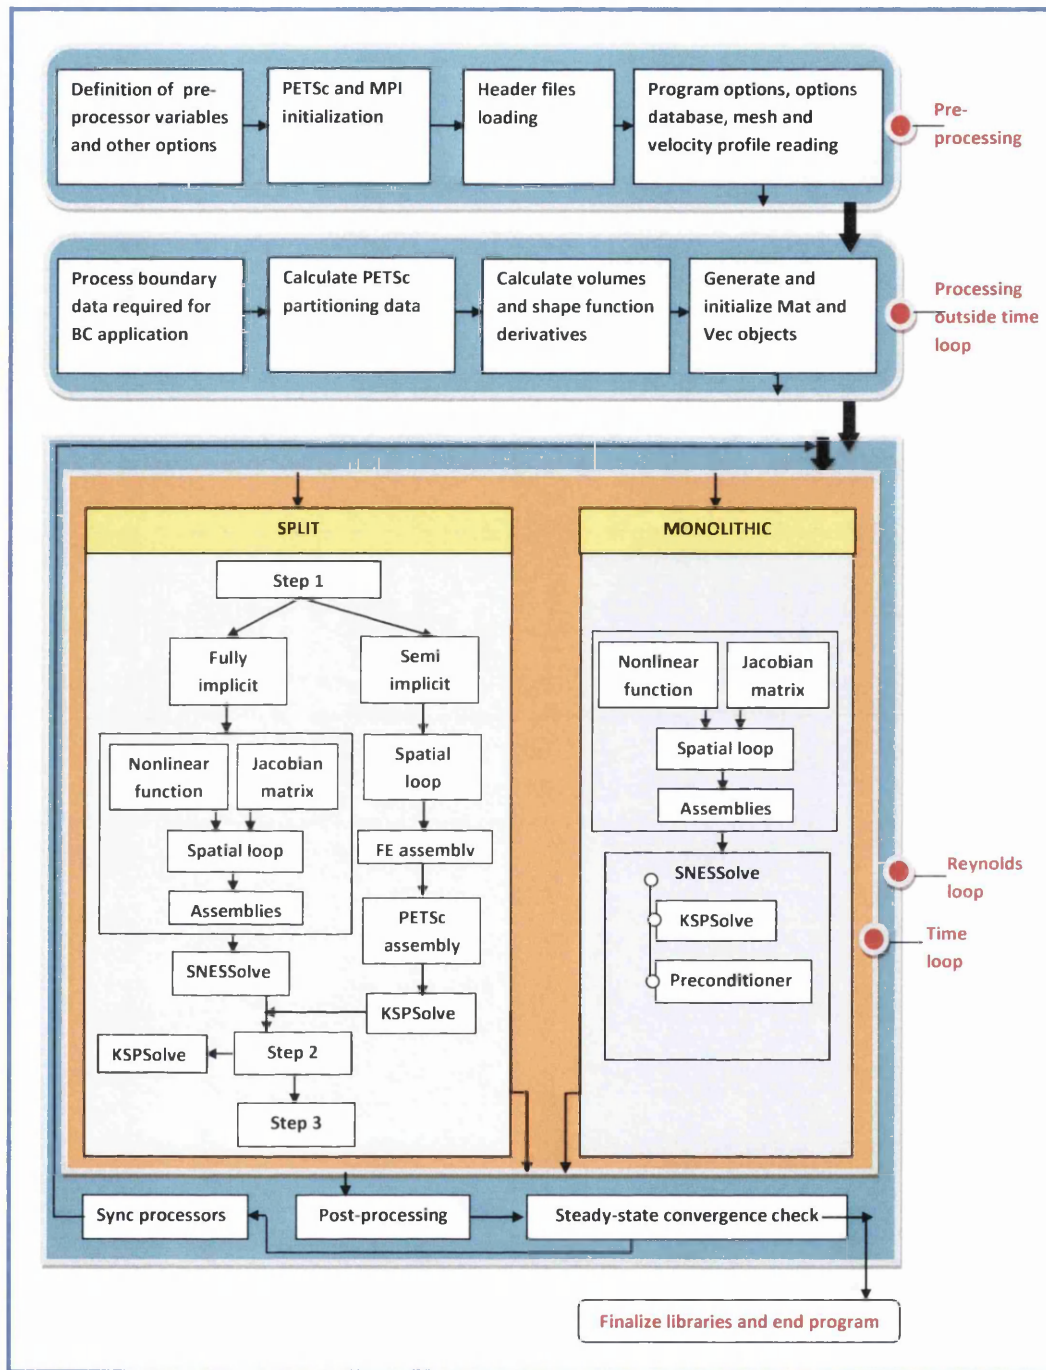 Definition of pre-
processor variables
and other options
PETSc and MPI
initialization
Header files
loading
Program options, options
database, mesh and
velocity profile reading
Pre-
processing
Process boundary
data required for
BC application
Calculate PETSc
partitioning data
Calculate volumes
and shape function
derivatives
Generate and
initialize Mat and
Vec objects
Processing
outside time
loop
SPLIT
Step 1
Fully
implicit
Semi
implicit
Nonlinear
function
Jacobian
matrix
Spatial loop
Assemblies
SNESSolve
Spatial
loop
FE assembly
PETSc
assembly
KSPSolve
KSPSolve
Step 2
Step 3
MONOLITHIC
Nonlinear
function
Jacobian
matrix
Spatial loop
Assemblies
SNESSolve
KSPSolve
Preconditioner
Reynolds
loop
Time
loop
Sync processors
Post-processing
Steady-state convergence check
Finalize libraries and end program